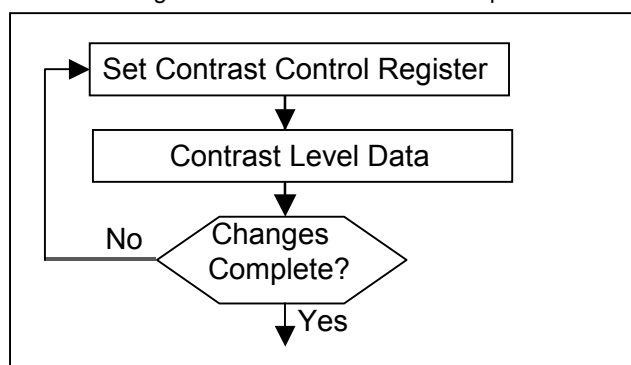 Set Contrast Control Register
Contrast Level Data
No
Changes
Complete?
Yes